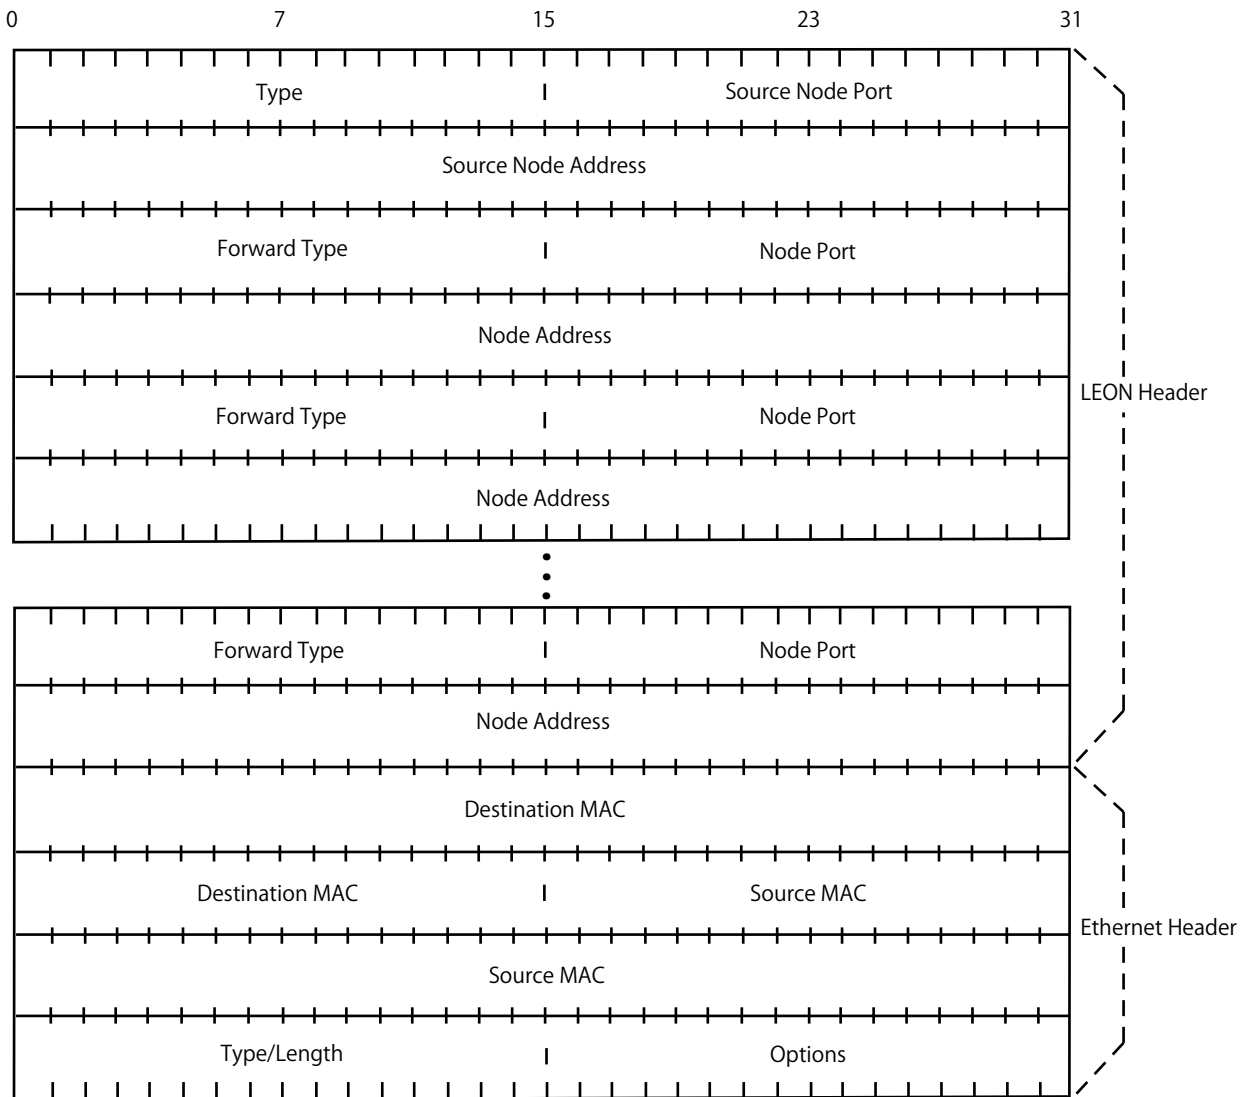 0 7 15 23 31
Type Source Node Port
Source Node Address
Forward Type Node Port
Node Address
LEON Header
Forward Type Node Port
Node Address
Forward Type Node Port
Node Address
Destination MAC
Destination MAC Source MAC
Ethernet Header
Source MAC
Type/Length Options